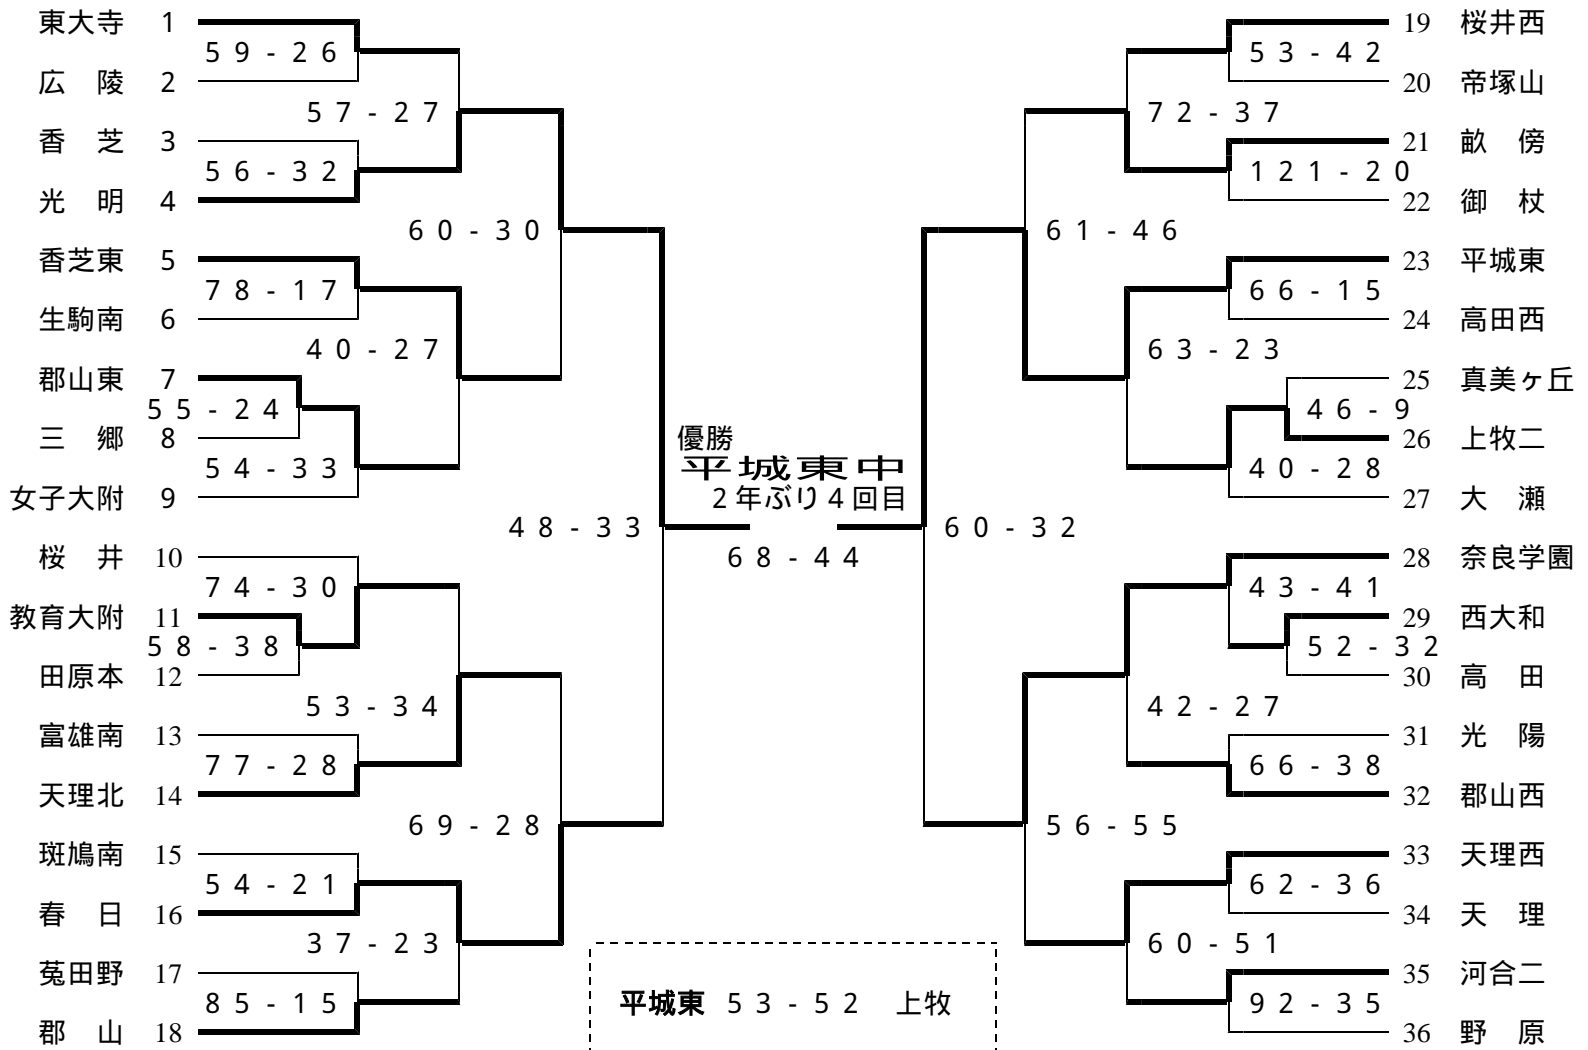 東大寺 1
59-26
広　陵 2
57-27
香　芝 3
56-32
光　明 4
60-30
香芝東 5
78-17
生駒南 6
40-27
郡山東 7
55-24
三　郷 8
54-33
女子大附 9
48-33
桜　井 10
74-30
教育大附 11
58-38
田原本 12
53-34
富雄南 13
77-28
天理北 14
69-28
斑鳩南 15
54-21
春　日 16
37-23
菟田野 17
85-15
郡　山 18
優勝
平城東中
2年ぶり4回目
68-44
平城東 53-52 上牧
19 桜井西
53-42
20 帝塚山
72-37
21 畝　傍
121-20
22 御　杖
61-46
23 平城東
66-15
24 高田西
63-23
25 真美ヶ丘
46-9
26 上牧二
40-28
27 大　瀬
60-32
28 奈良学園
43-41
29 西大和
52-32
30 高　田
42-27
31 光　陽
66-38
32 郡山西
56-55
33 天理西
62-36
34 天　理
60-51
35 河合二
92-35
36 野　原